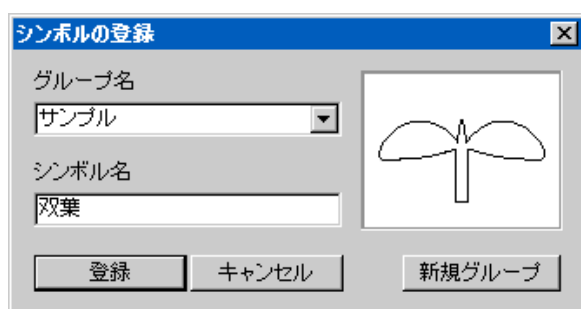 シンボルの登録
グループ名
サンプル
シンボル名
双葉
登録
キャンセル
新規グループ